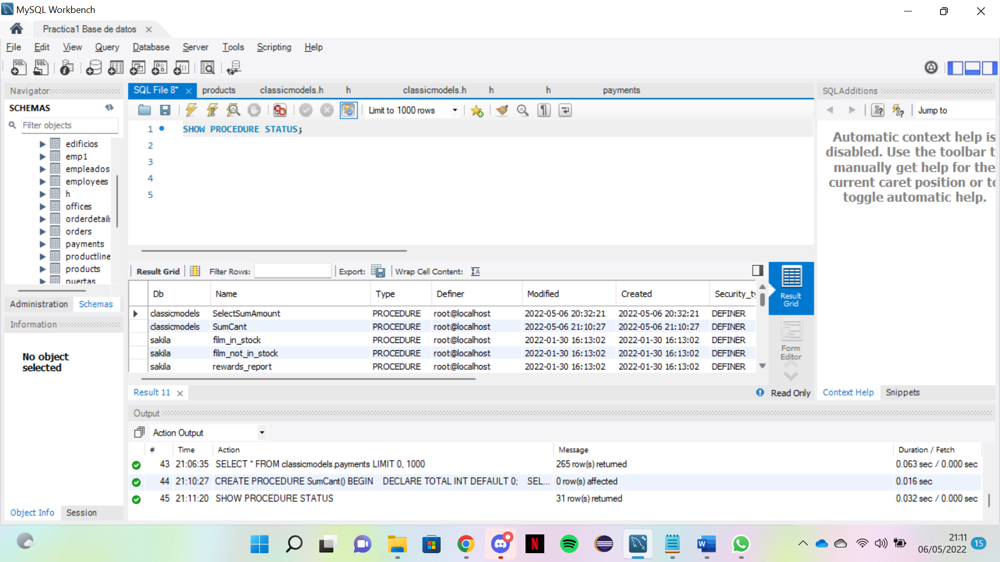 MySQL Workbench
Practica1 Base de datos
File Edit View Query Database Server Tools Scripting Help
Navigator
SCHEMAS
Filter objects
edificios
emp1
empleados
employees
h
offices
orderdetails
orders
payments
productline
products
puertas
Administration Schemas
Information
No object
selected
Object Info Session
SQL File 8* products classicmodels.h h classicmodels.h h h payments
Limit to 1000 rows
1 SHOW PROCEDURE STATUS;
2
3
4
5
Result Grid Filter Rows: Export: Wrap Cell Content:
Db Name Type Definer Modified Created Security_ty
classicmodels SelectSumAmount PROCEDURE root@localhost 2022-05-06 20:32:21 2022-05-06 20:32:21 DEFINER
classicmodels SumCant PROCEDURE root@localhost 2022-05-06 21:10:27 2022-05-06 21:10:27 DEFINER
sakila film_in_stock PROCEDURE root@localhost 2022-01-30 16:13:02 2022-01-30 16:13:02 DEFINER
sakila film_not_in_stock PROCEDURE root@localhost 2022-01-30 16:13:02 2022-01-30 16:13:02 DEFINER
sakila rewards_report PROCEDURE root@localhost 2022-01-30 16:13:02 2022-01-30 16:13:02 DEFINER
Result
Grid
Form
Editor
Result 11
Read Only
SQLAdditions
Jump to
Automatic context help is
disabled. Use the toolbar t
manually get help for the
current caret position or to
toggle automatic help.
Context Help Snippets
Output
Action Output
# Time Action Message Duration / Fetch
43 21:06:35 SELECT * FROM classicmodels.payments LIMIT 0, 1000 265 row(s) returned 0.063 sec / 0.000 sec
44 21:10:27 CREATE PROCEDURE SumCant() BEGIN DECLARE TOTAL INT DEFAULT 0; SEL... 0 row(s) affected 0.016 sec
45 21:11:20 SHOW PROCEDURE STATUS 31 row(s) returned 0.032 sec / 0.000 sec
21:11
06/05/2022
15